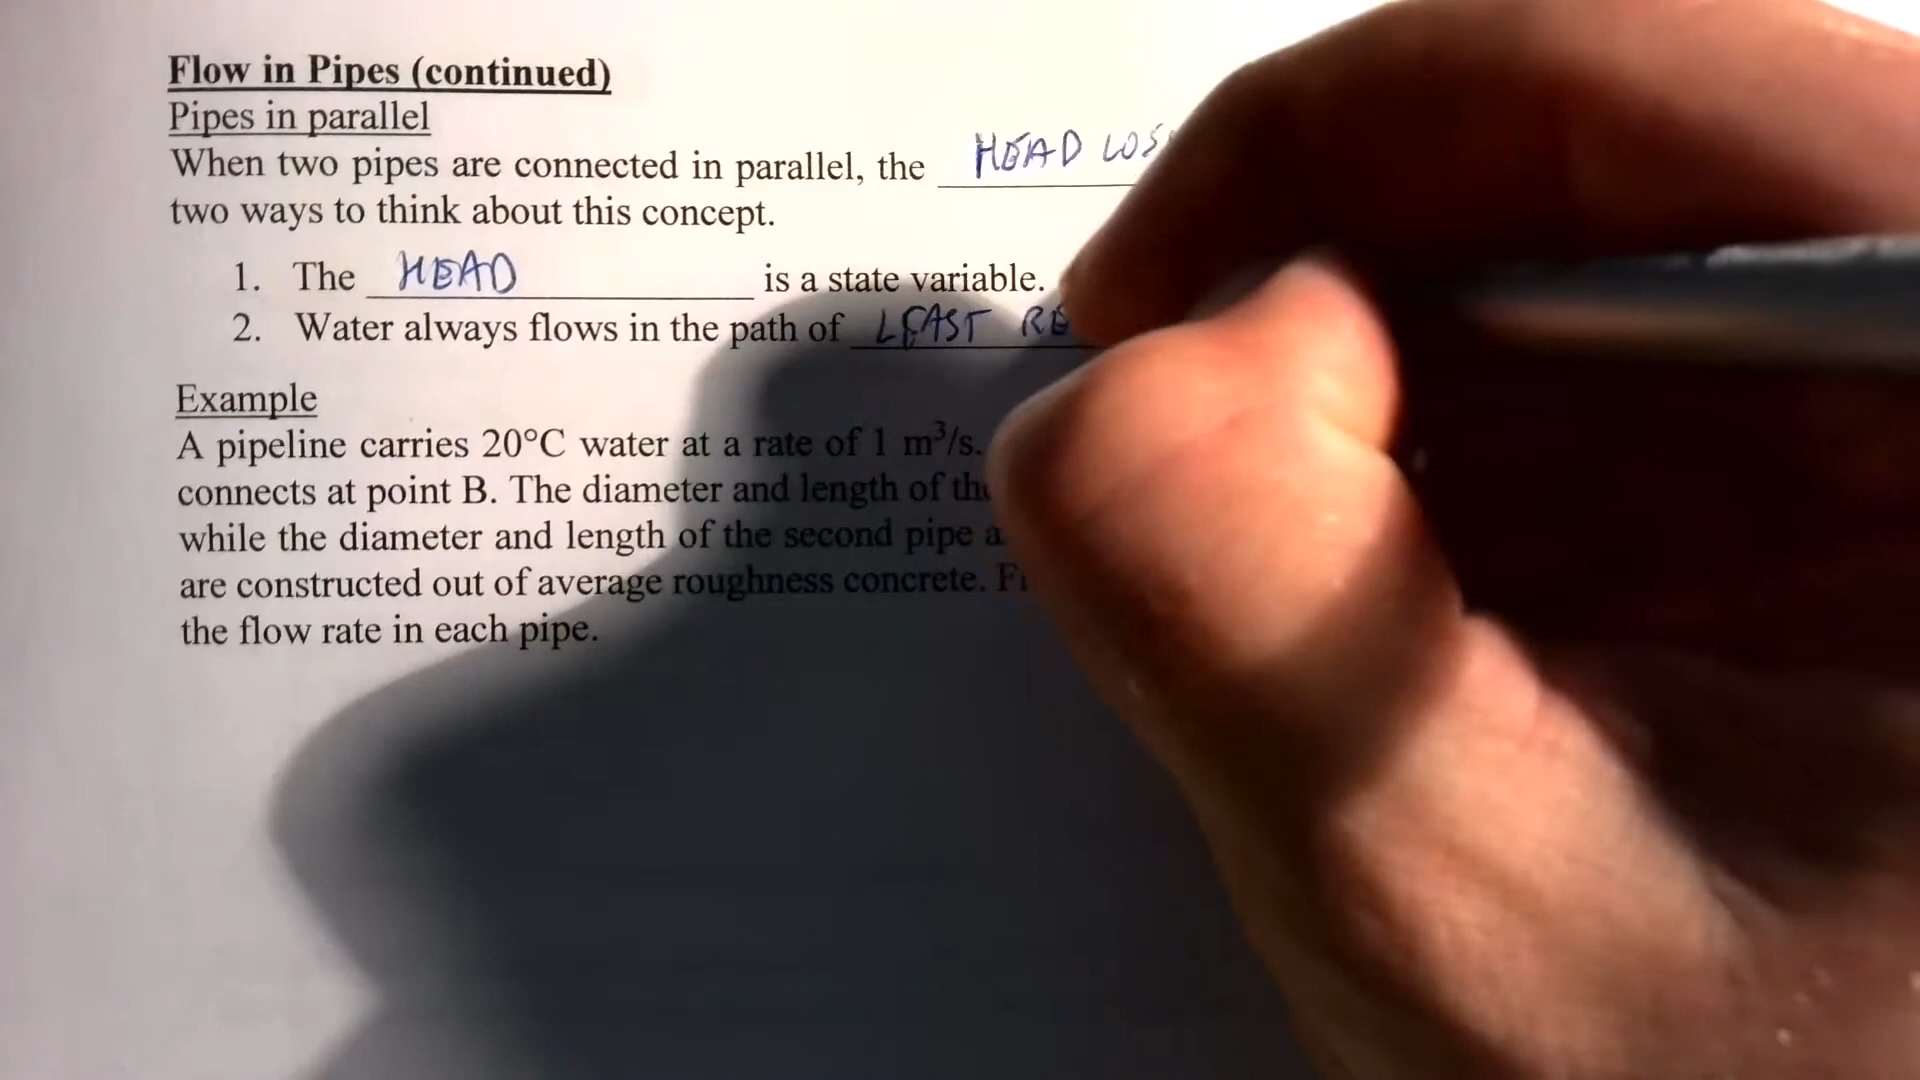 Flow in Pipes (continued)
Pipes in parallel
When two pipes are connected in parallel, the HEAD
two ways to think about this concept.
1. The HEAD is a state variable.
2. Water always flows in the path of LEAST
Example
A pipeline carries 20°C water at a rate of 1 m³/s.
connects at point B. The diameter and length of
while the diameter and length of the second pipe
are constructed out of average roughness concrete.
the flow rate in each pipe.